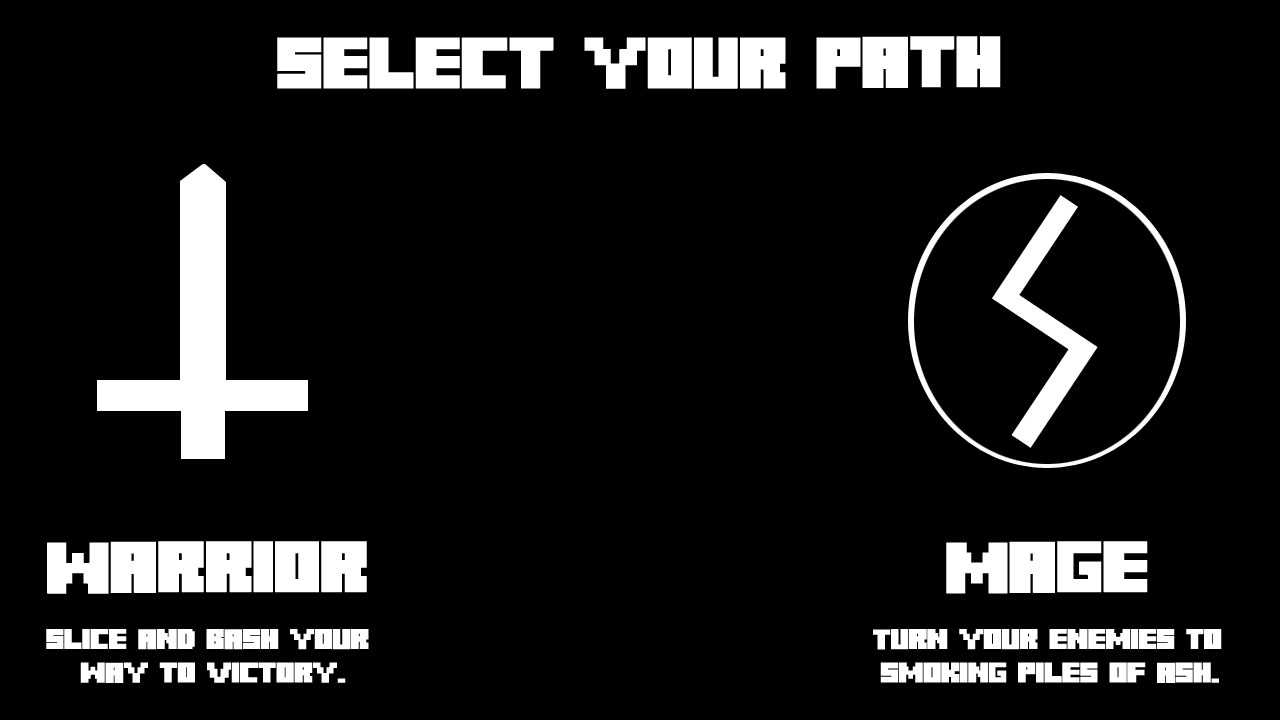 SELECT YOUR PATH
WARRIOR
SLICE AND BASH YOUR
WAY TO VICTORY.
MAGE
TURN YOUR ENEMIES TO
SMOKING PILES OF ASH.